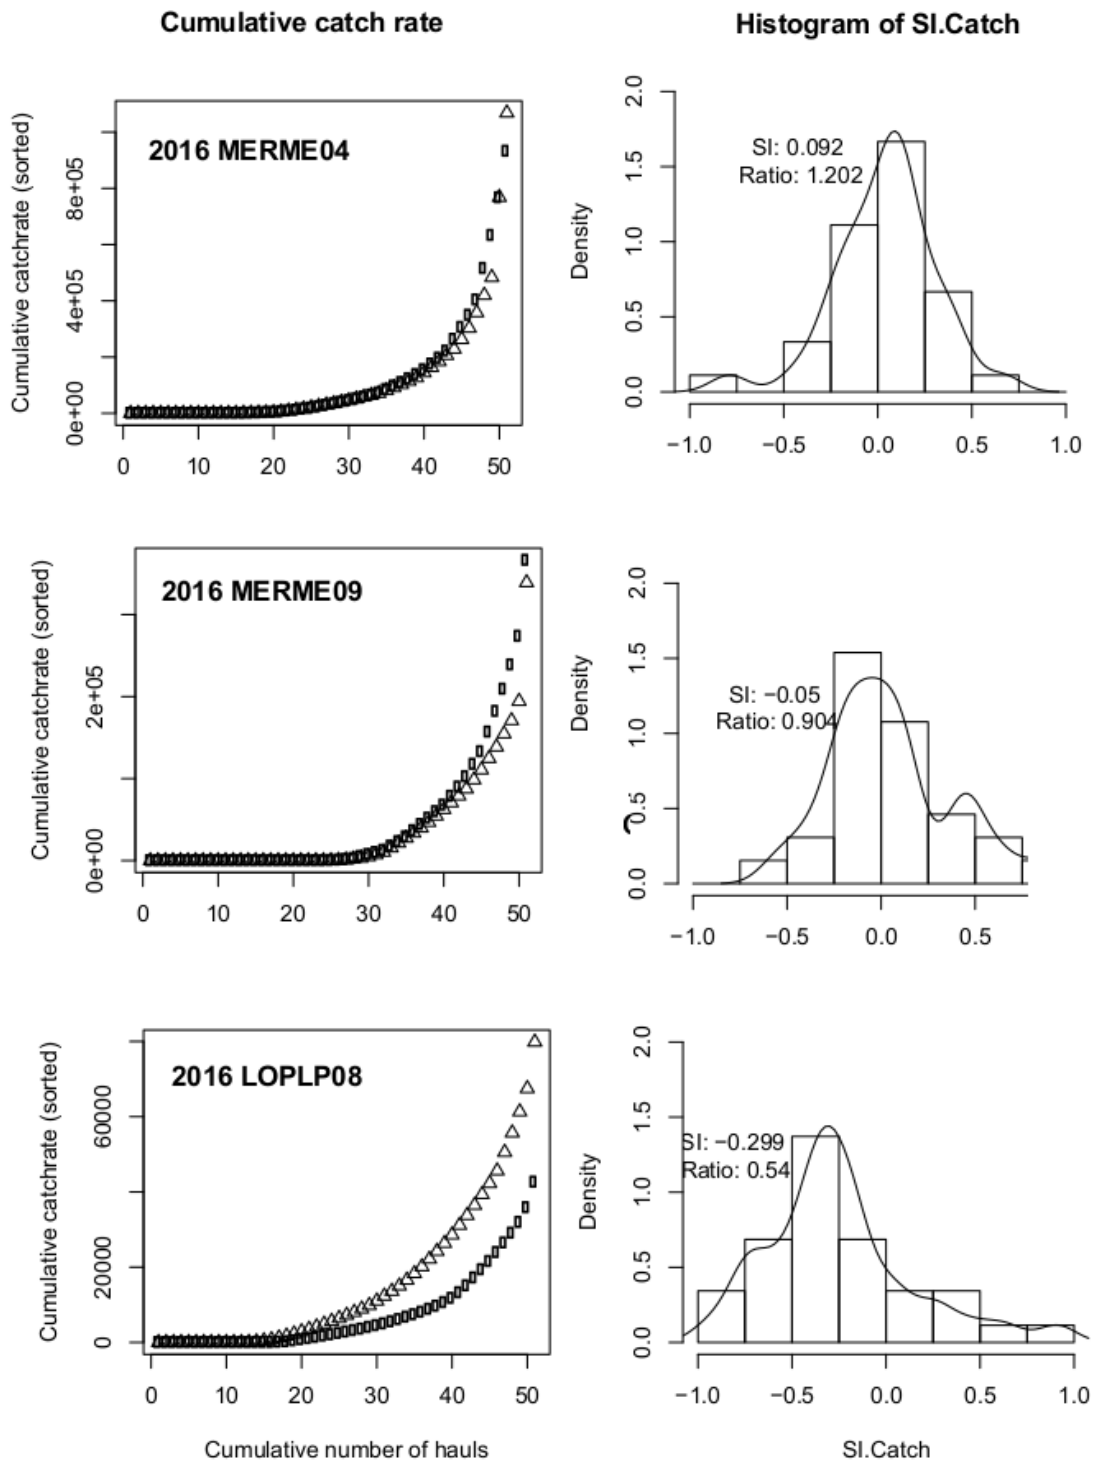 Cumulative catch rate
Histogram of SI.Catch
Cumulative catchrate (sorted)
0e+00 4e+05 8e+05
2016 MERME04
0 10 20 30 40 50
Density
0.0 0.5 1.0 1.5 2.0
SI: 0.092
Ratio: 1.202
−1.0 −0.5 0.0 0.5 1.0
Cumulative catchrate (sorted)
0e+00 2e+05
2016 MERME09
0 10 20 30 40 50
Density
0.0 0.5 1.0 1.5 2.0
SI: −0.05
Ratio: 0.904
−1.0 −0.5 0.0 0.5
Cumulative catchrate (sorted)
0 20000 60000
2016 LOPLP08
0 10 20 30 40 50
Cumulative number of hauls
Density
0.0 0.5 1.0 1.5 2.0
SI: −0.299
Ratio: 0.54
−1.0 −0.5 0.0 0.5 1.0
SI.Catch